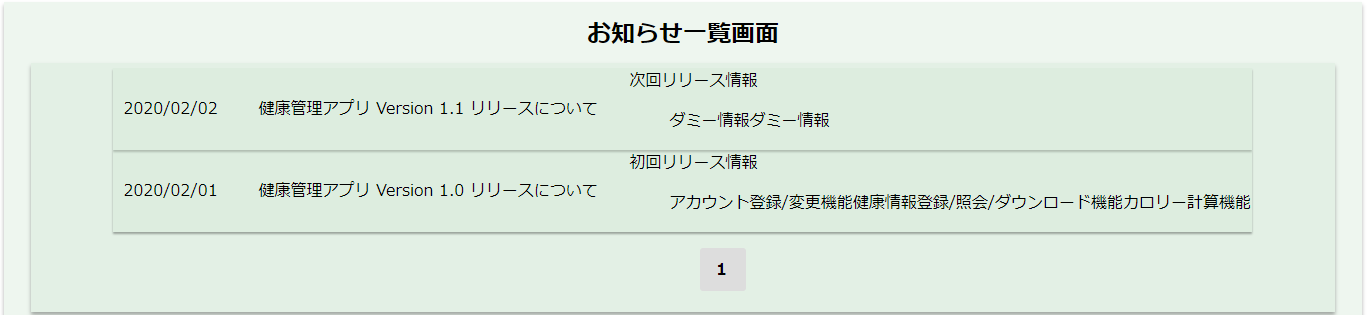 お知らせ一覧画面
次回リリース情報
2020/02/02 健康管理アプリ Version 1.1 リリースについて
ダミー情報ダミー情報
初回リリース情報
2020/02/01 健康管理アプリ Version 1.0 リリースについて
アカウント登録/変更機能健康情報登録/照会/ダウンロード機能カロリー計算機能
1